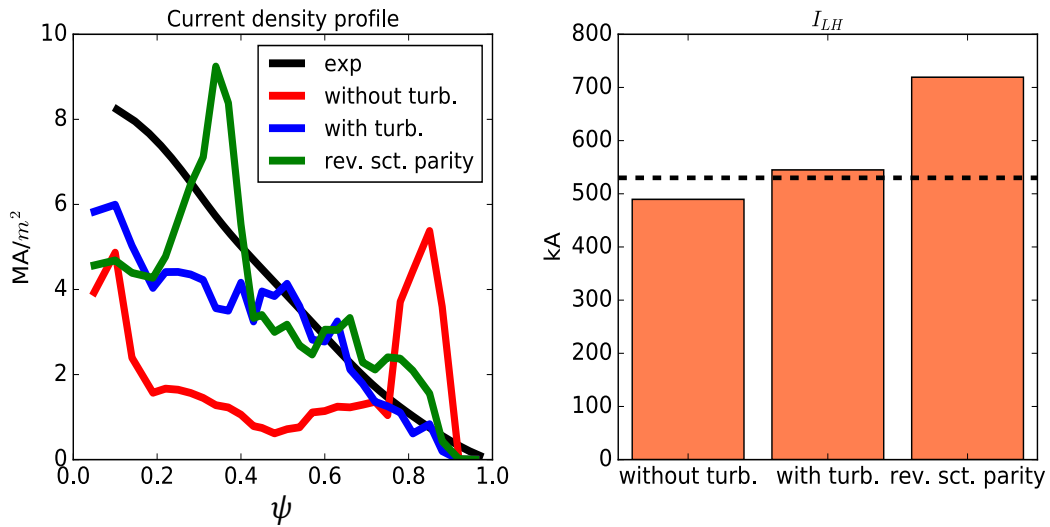 Current density profile
MA/m²
10
8
6
4
2
0
exp
without turb.
with turb.
rev. sct. parity
0.0 0.2 0.4 0.6 0.8 1.0
ψ
I_{LH}
kA
800
700
600
500
400
300
200
100
0
without turb. with turb. rev. sct. parity